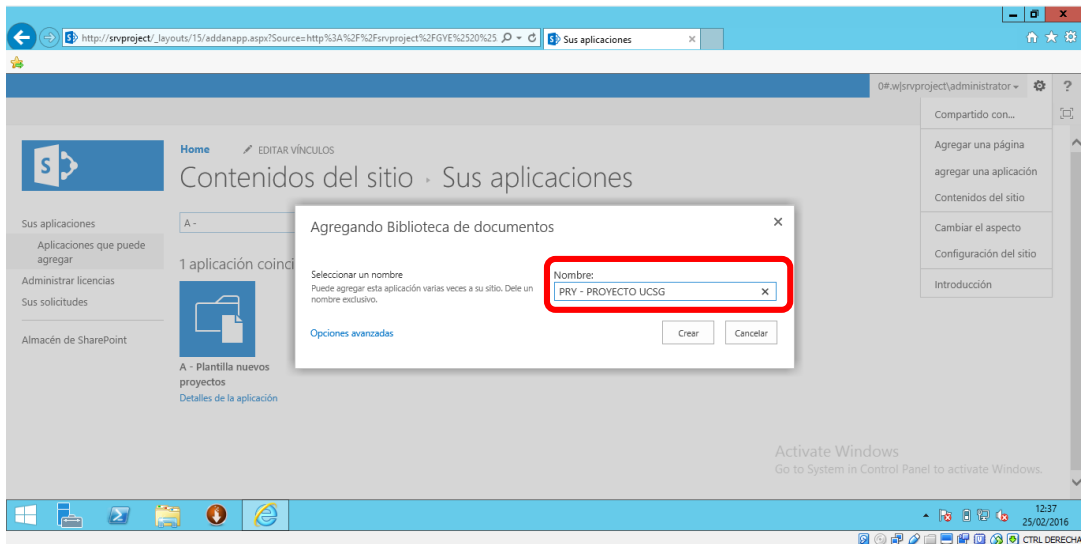 http://srvproject/_layouts/15/addanapp.aspx?Source=http%3A%2F%2Fsrvproject%2FGYE%2520%25
Sus aplicaciones
0#.w|srvproject\administrator
?
Compartido con...
Agregar una página
agregar una aplicación
Contenidos del sitio
Cambiar el aspecto
Configuración del sitio
Introducción
S
Home
EDITAR VÍNCULOS
Contenidos del sitio › Sus aplicaciones
Sus aplicaciones
Aplicaciones que puede
agregar
Administrar licencias
Sus solicitudes
Almacén de SharePoint
A -
1 aplicación coinci
A - Plantilla nuevos
proyectos
Detalles de la aplicación
Agregando Biblioteca de documentos
Seleccionar un nombre
Puede agregar esta aplicación varias veces a su sitio. Dele un
nombre exclusivo.
Nombre:
PRY - PROYECTO UCSG
Opciones avanzadas
Crear
Cancelar
Activate Windows
Go to System in Control Panel to activate Windows.
12:37
25/02/2016
CTRL DERECHA